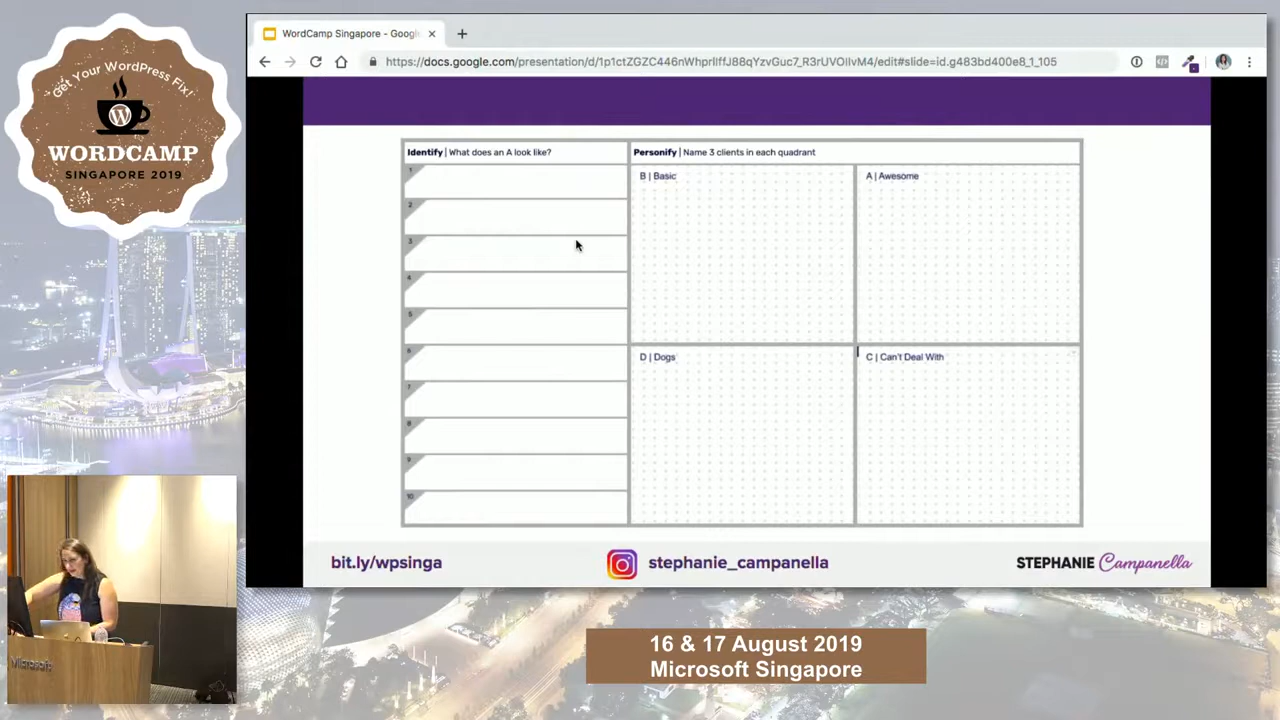 Get Your WordPress Fix!
WORDCAMP
SINGAPORE 2019
WordCamp Singapore - Googl
https://docs.google.com/presentation/d/1p1ctZGZC446nWhprIlffJ88qYzvGuc7_R3rUVOiIvM4/edit#slide=id.g483bd400e8_1_105
Identify | What does an A look like?
1
2
3
4
5
6
7
8
9
10
Personify | Name 3 clients in each quadrant
B | Basic
A | Awesome
D | Dogs
C | Can't Deal With
bit.ly/wpsinga
stephanie_campanella
STEPHANIE Campanella
Microsoft
16 & 17 August 2019
Microsoft Singapore